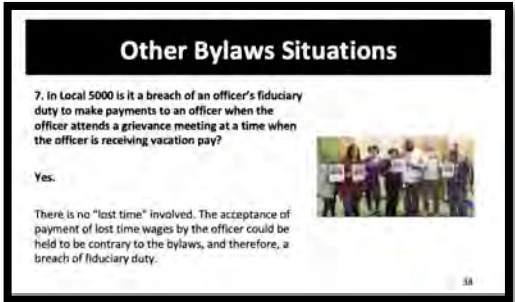 Other Bylaws Situations
7. In Local 5000 is it a breach of an officer's fiduciary
duty to make payments to an officer when the
officer attends a grievance meeting at a time when
the officer is receiving vacation pay?
Yes.
There is no "lost time" involved. The acceptance of
payment of lost time wages by the officer could be
held to be contrary to the bylaws, and therefore, a
breach of fiduciary duty.
38